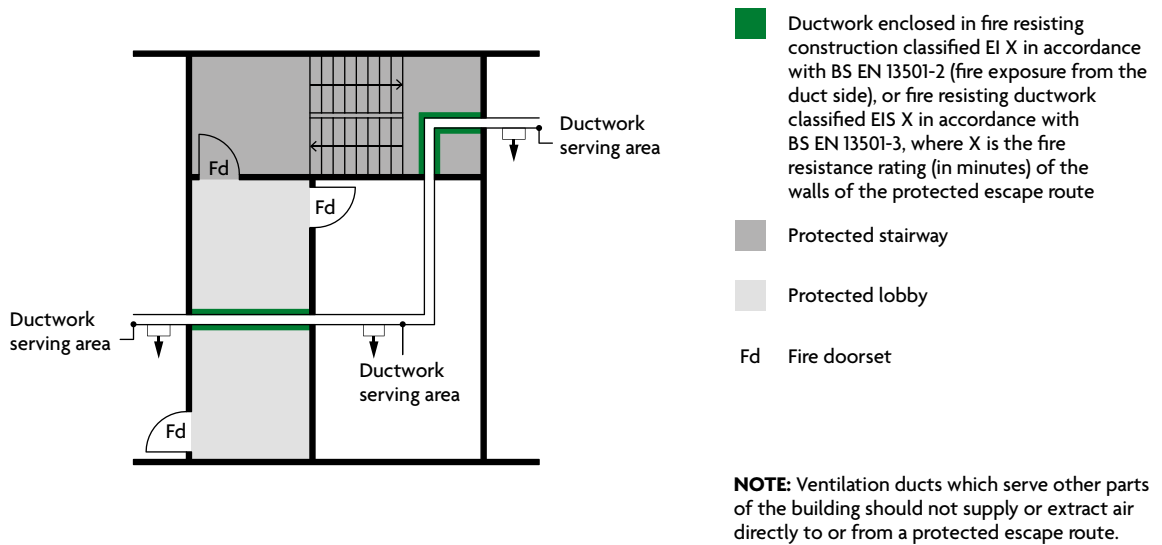 Fd
Fd
Fd
Ductwork
serving area
Ductwork
serving area
Ductwork
serving area
Ductwork enclosed in fire resisting
construction classified EI X in accordance
with BS EN 13501-2 (fire exposure from the
duct side), or fire resisting ductwork
classified EIS X in accordance with
BS EN 13501-3, where X is the fire
resistance rating (in minutes) of the
walls of the protected escape route
Protected stairway
Protected lobby
Fd Fire doorset
NOTE: Ventilation ducts which serve other parts
of the building should not supply or extract air
directly to or from a protected escape route.